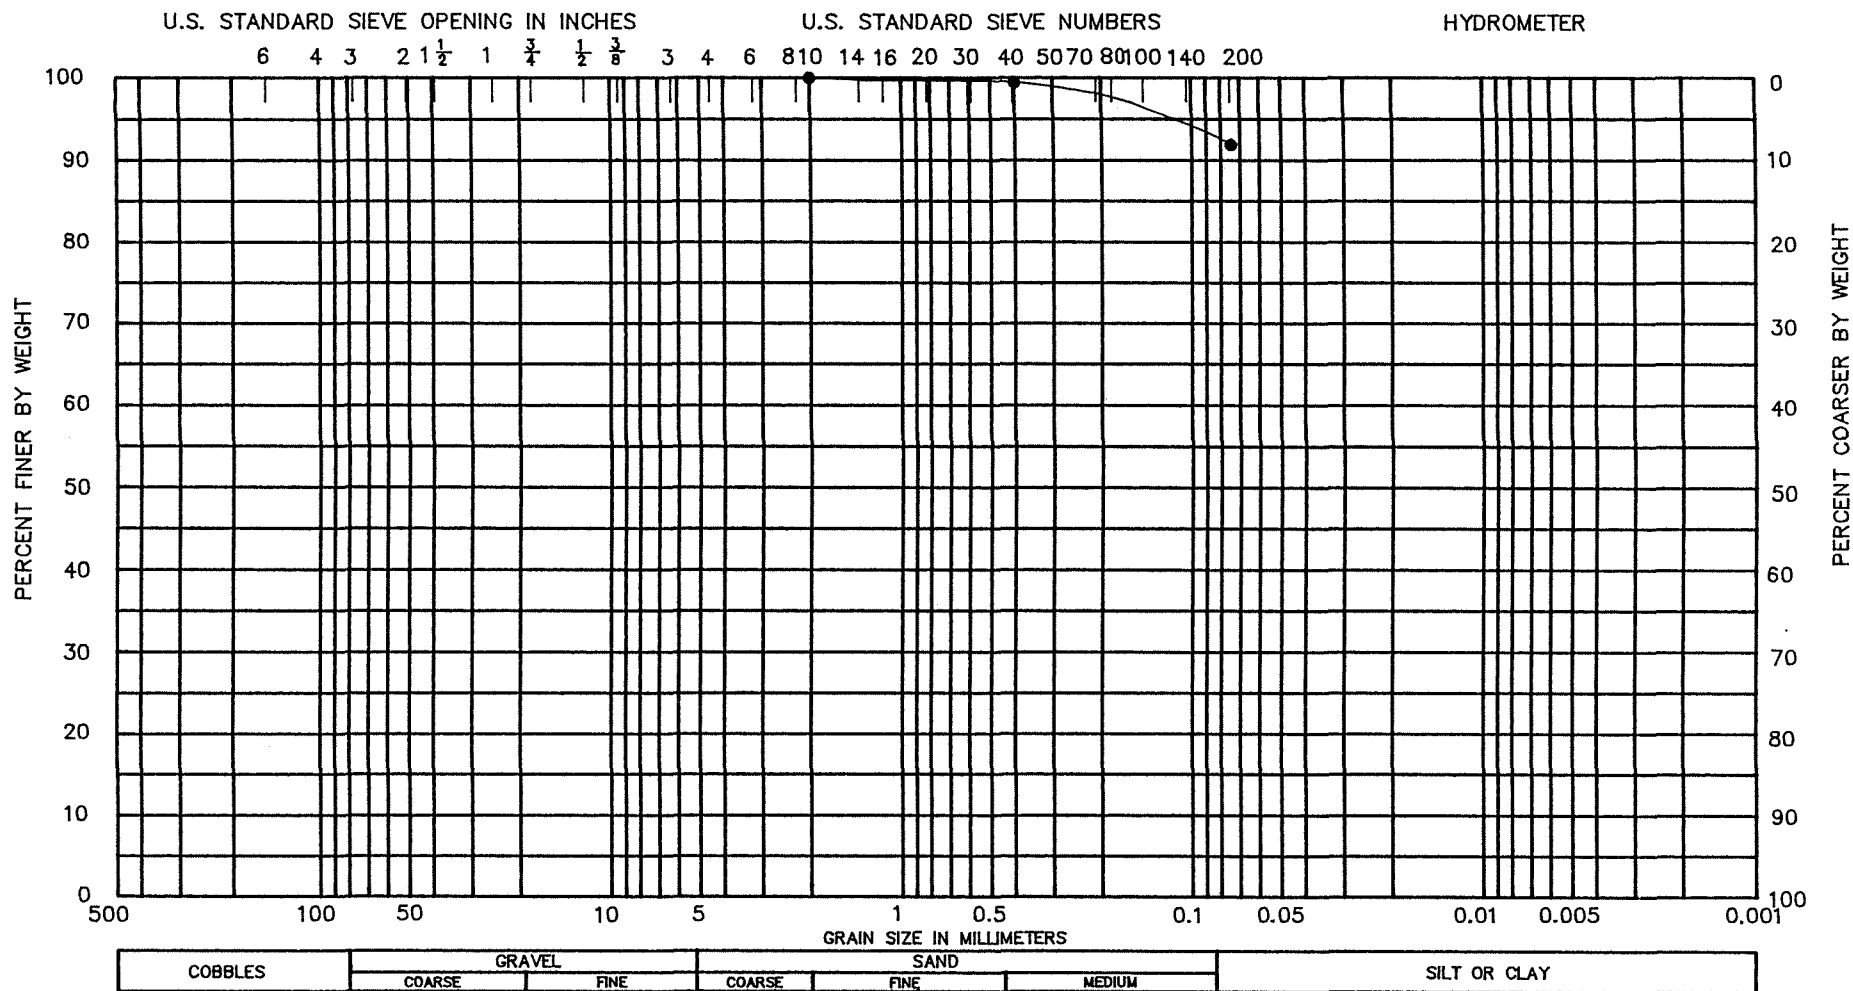 U.S. STANDARD SIEVE OPENING IN INCHES U.S. STANDARD SIEVE NUMBERS HYDROMETER
6 4 3 2 1 1/2 1 3/4 1/2 3/8 3 4 6 8 10 14 16 20 30 40 50 70 80 100 140 200
100 0
90 10
80 20
70 30
60 40
50 50
40 60
30 70
20 80
10 90
0 100
PERCENT FINER BY WEIGHT
PERCENT COARSER BY WEIGHT
500 100 50 10 5 1 0.5 0.1 0.05 0.01 0.005 0.001
GRAIN SIZE IN MILLIMETERS
COBBLES GRAVEL SAND SILT OR CLAY
COARSE FINE COARSE FINE MEDIUM